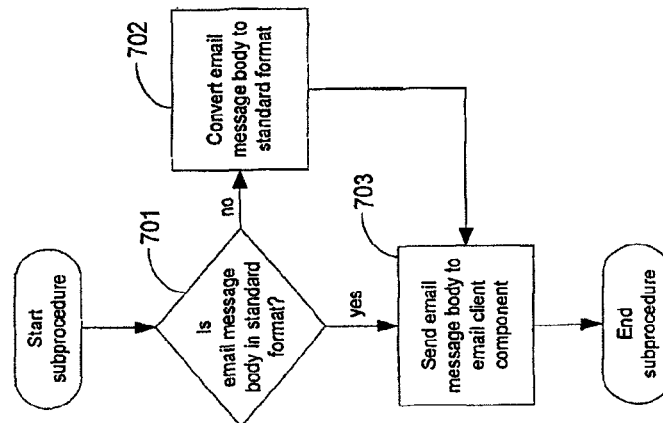 Start
subprocedure
701
Is
email message
body in standard
format?
no
702
Convert email
message body to
standard format
yes
703
Send email
message body to
email client
component
End
subprocedure